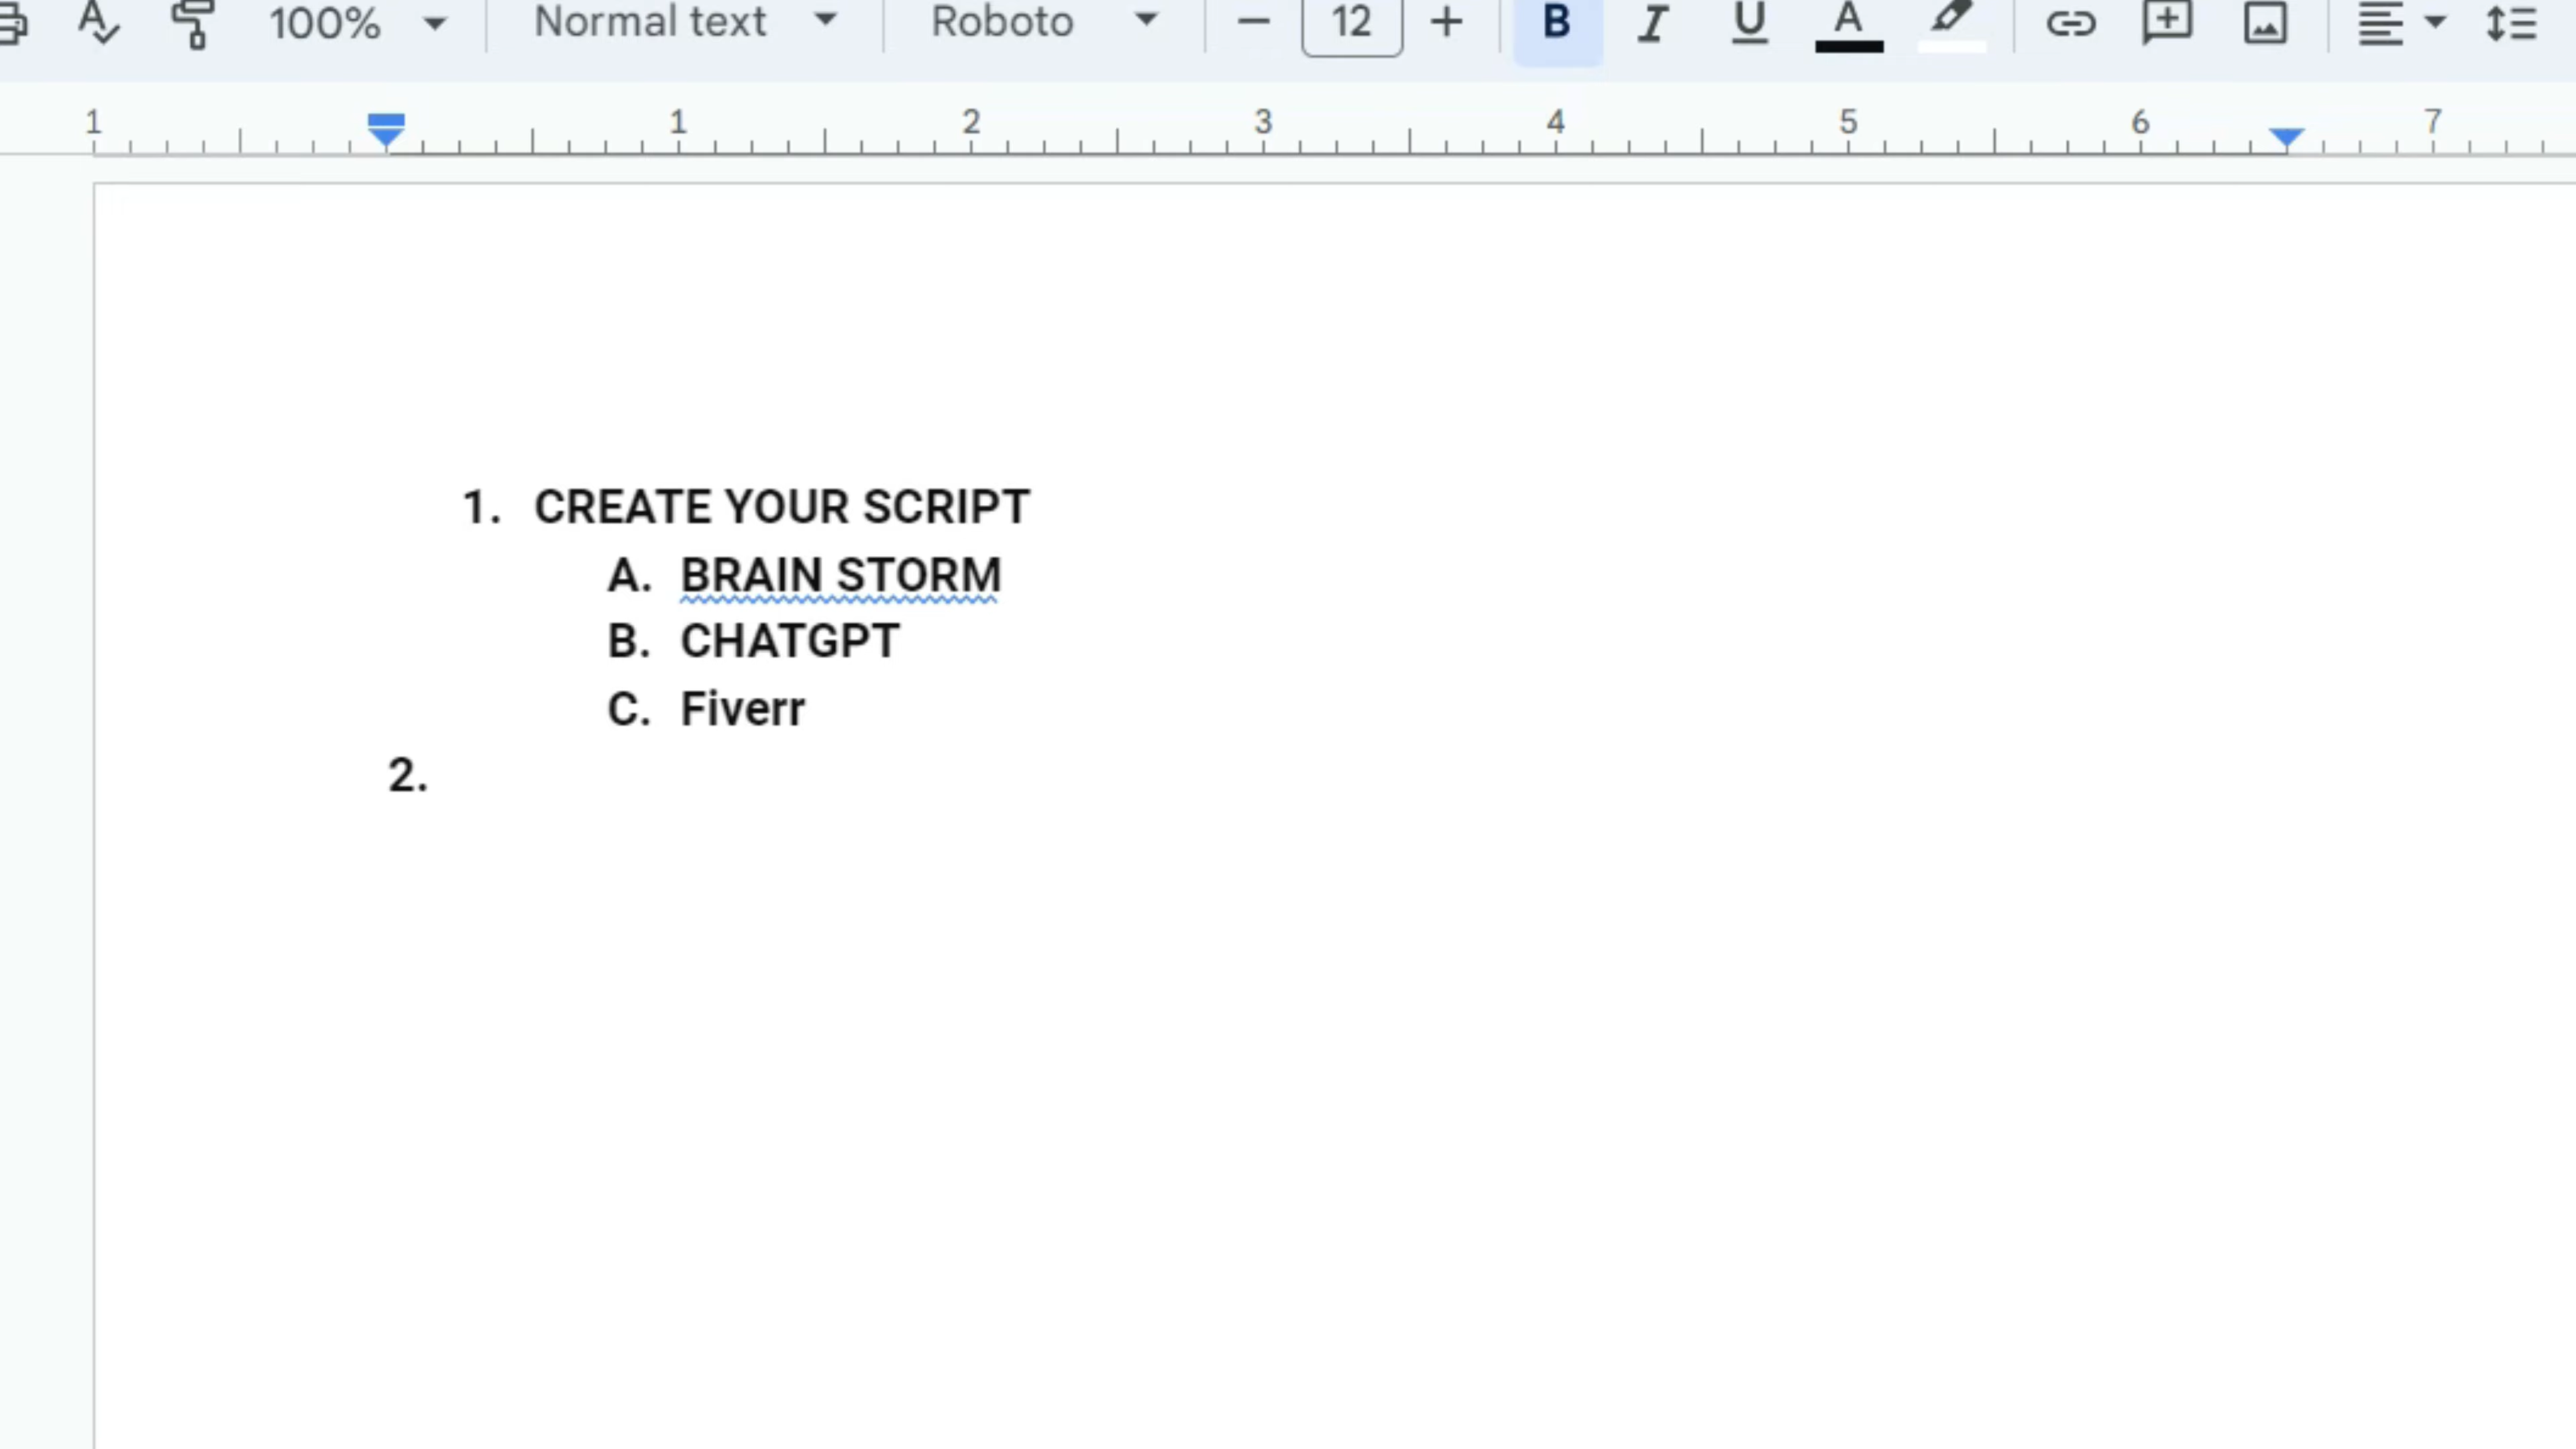 100% Normal text Roboto 12 B I U A
1 1 2 3 4 5 6 7
1. CREATE YOUR SCRIPT
A. BRAIN STORM
B. CHATGPT
C. Fiverr
2.